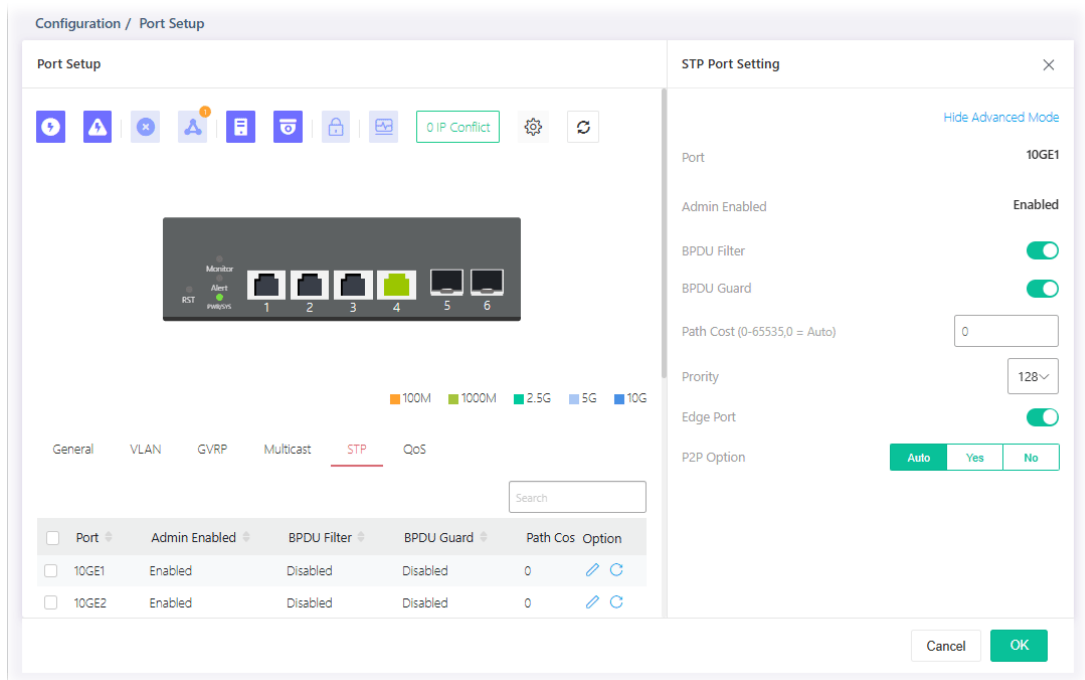 Configuration / Port Setup
Port Setup
1
0 IP Conflict
Monitor
Alert
RST
PWR/SYS
1 2 3 4 5 6
100M 1000M 2.5G 5G 10G
General VLAN GVRP Multicast STP QoS
Search
Port Admin Enabled BPDU Filter BPDU Guard Path Cos Option
10GE1 Enabled Disabled Disabled 0
10GE2 Enabled Disabled Disabled 0
STP Port Setting
Hide Advanced Mode
Port 10GE1
Admin Enabled Enabled
BPDU Filter
BPDU Guard
Path Cost (0-65535,0 = Auto) 0
Prority 128
Edge Port
P2P Option Auto Yes No
Cancel OK